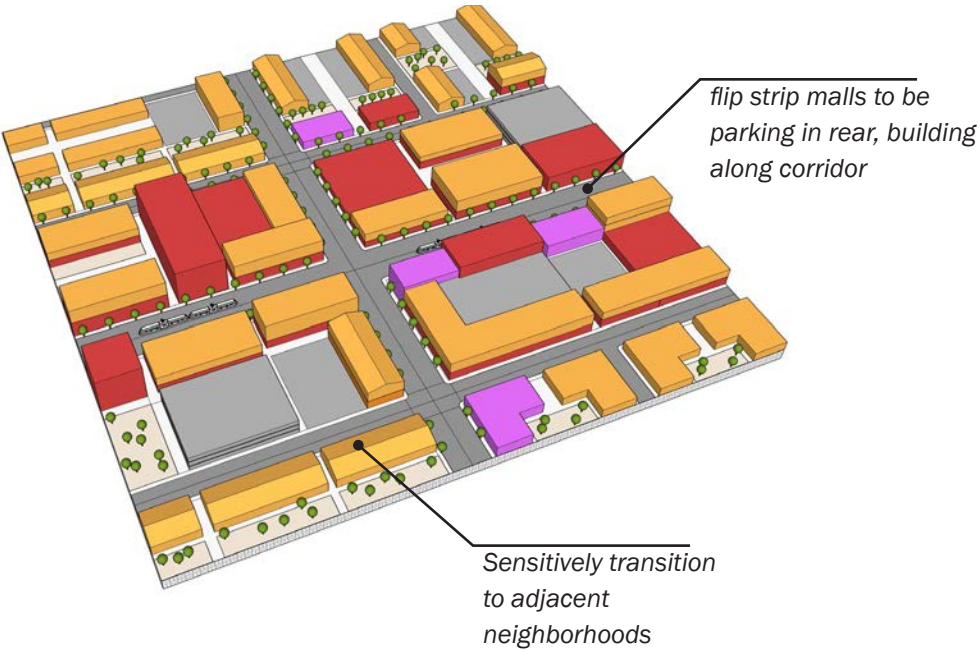 flip strip malls to be
parking in rear, building
along corridor
Sensitively transition
to adjacent
neighborhoods